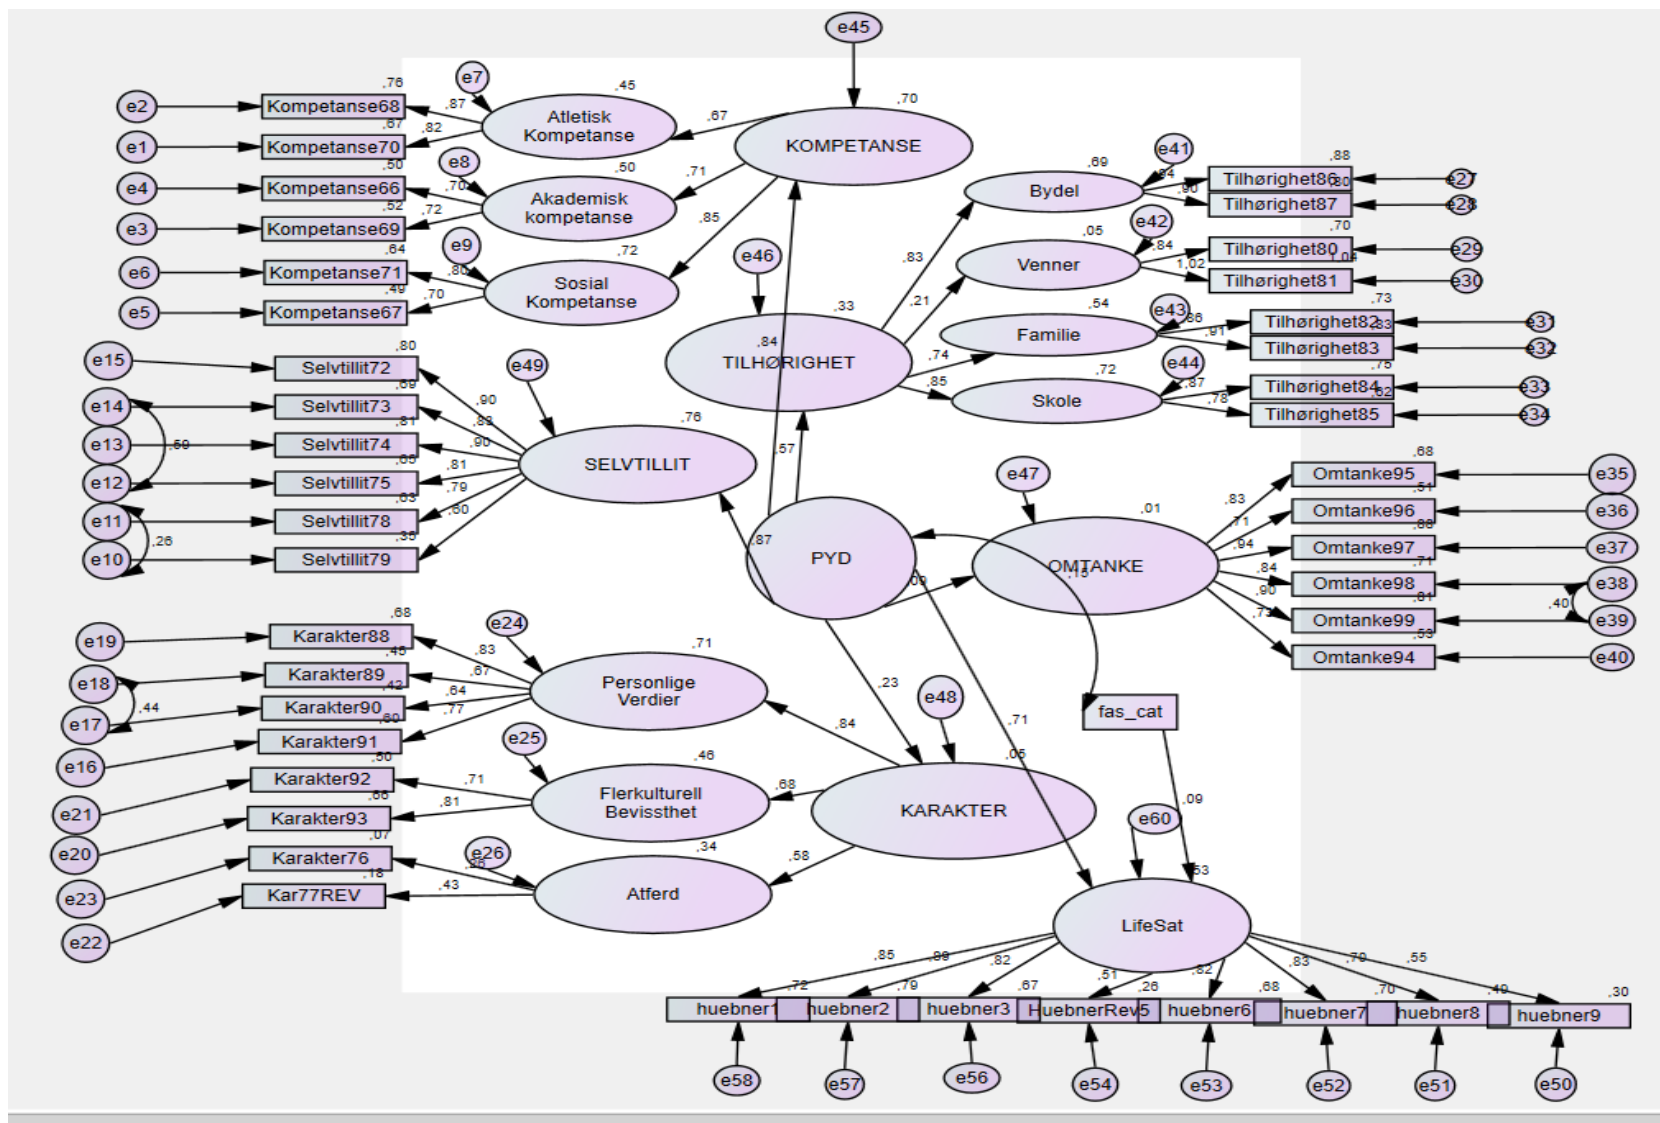 e45
,76
e7
,45
,70
e2
Kompetanse68
,87
Atletisk
Kompetanse
,67
KOMPETANSE
,67
,82
e1
Kompetanse70
e8
,50
,50
,71
e4
Kompetanse66
,70
Akademisk
kompetanse
,52
,72
e3
Kompetanse69
e9
,72
,85
,64
e6
Kompetanse71
,80
Sosial
Kompetanse
,49
,70
e5
Kompetanse67
e41
,69
,88
Bydel
,94
Tilhørighet86
,80
e27
,90
Tilhørighet87
e28
e42
,05
,70
,83
Venner
,84
Tilhørighet80
e29
1,04
1,02
Tilhørighet81
e30
,21
e46
,33
,54
e43
,73
,84
TILHØRIGHET
Familie
,86
Tilhørighet82
,83
e31
,91
Tilhørighet83
e32
,74
e44
,75
,85
,72
Skole
,87
Tilhørighet84
,62
e33
,78
Tilhørighet85
e34
e15
,80
e49
Selvtillit72
,69
,90
e14
Selvtillit73
,81
,83
,76
e13
,59
Selvtillit74
,90
SELVTILLIT
,57
,65
,81
e12
Selvtillit75
,63
,79
e11
Selvtillit78
,60
,35
,26
e10
Selvtillit79
e47
,68
Omtanke95
e35
,83
,51
,01
Omtanke96
e36
,71
,88
,94
Omtanke97
e37
,87
PYD
OMTANKE
,71
,15
,84
Omtanke98
e38
,09
,90
,81
,40
Omtanke99
e39
,73
,53
Omtanke94
e40
,68
e24
e19
Karakter88
,83
,71
,45
e18
Karakter89
,67
Personlige
Verdier
,42
,44
,64
e17
Karakter90
,77
,60
e16
Karakter91
,23
e48
,84
,71
fas_cat
e25
,50
Karakter92
,46
,05
,71
,68
Flerkulturell
Bevissthet
KARAKTER
,66
e21
,81
Karakter93
,09
e60
,07
e20
Karakter76
e26
,34
,58
,18
e23
Kar77REV
,43
Atferd
,53
e22
LifeSat
,85
,89
,82
,51
,82
,83
,70
,55
,72
,79
,67
,26
,68
,70
,49
,30
huebner1
huebner2
huebner3
HuebnerRev5
huebner6
huebner7
huebner8
huebner9
e58
e57
e56
e54
e53
e52
e51
e50